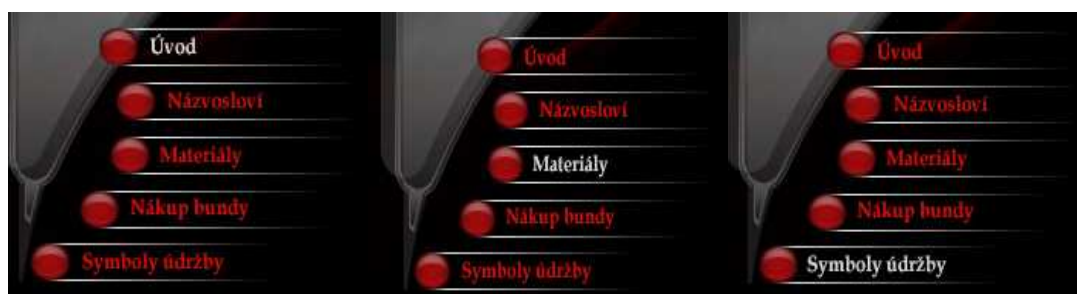 Úvod
Názvosloví
Materiály
Nákup bundy
Symboly údržby
Úvod
Názvosloví
Materiály
Nákup bundy
Symboly údržby
Úvod
Názvosloví
Materiály
Nákup bundy
Symboly údržby